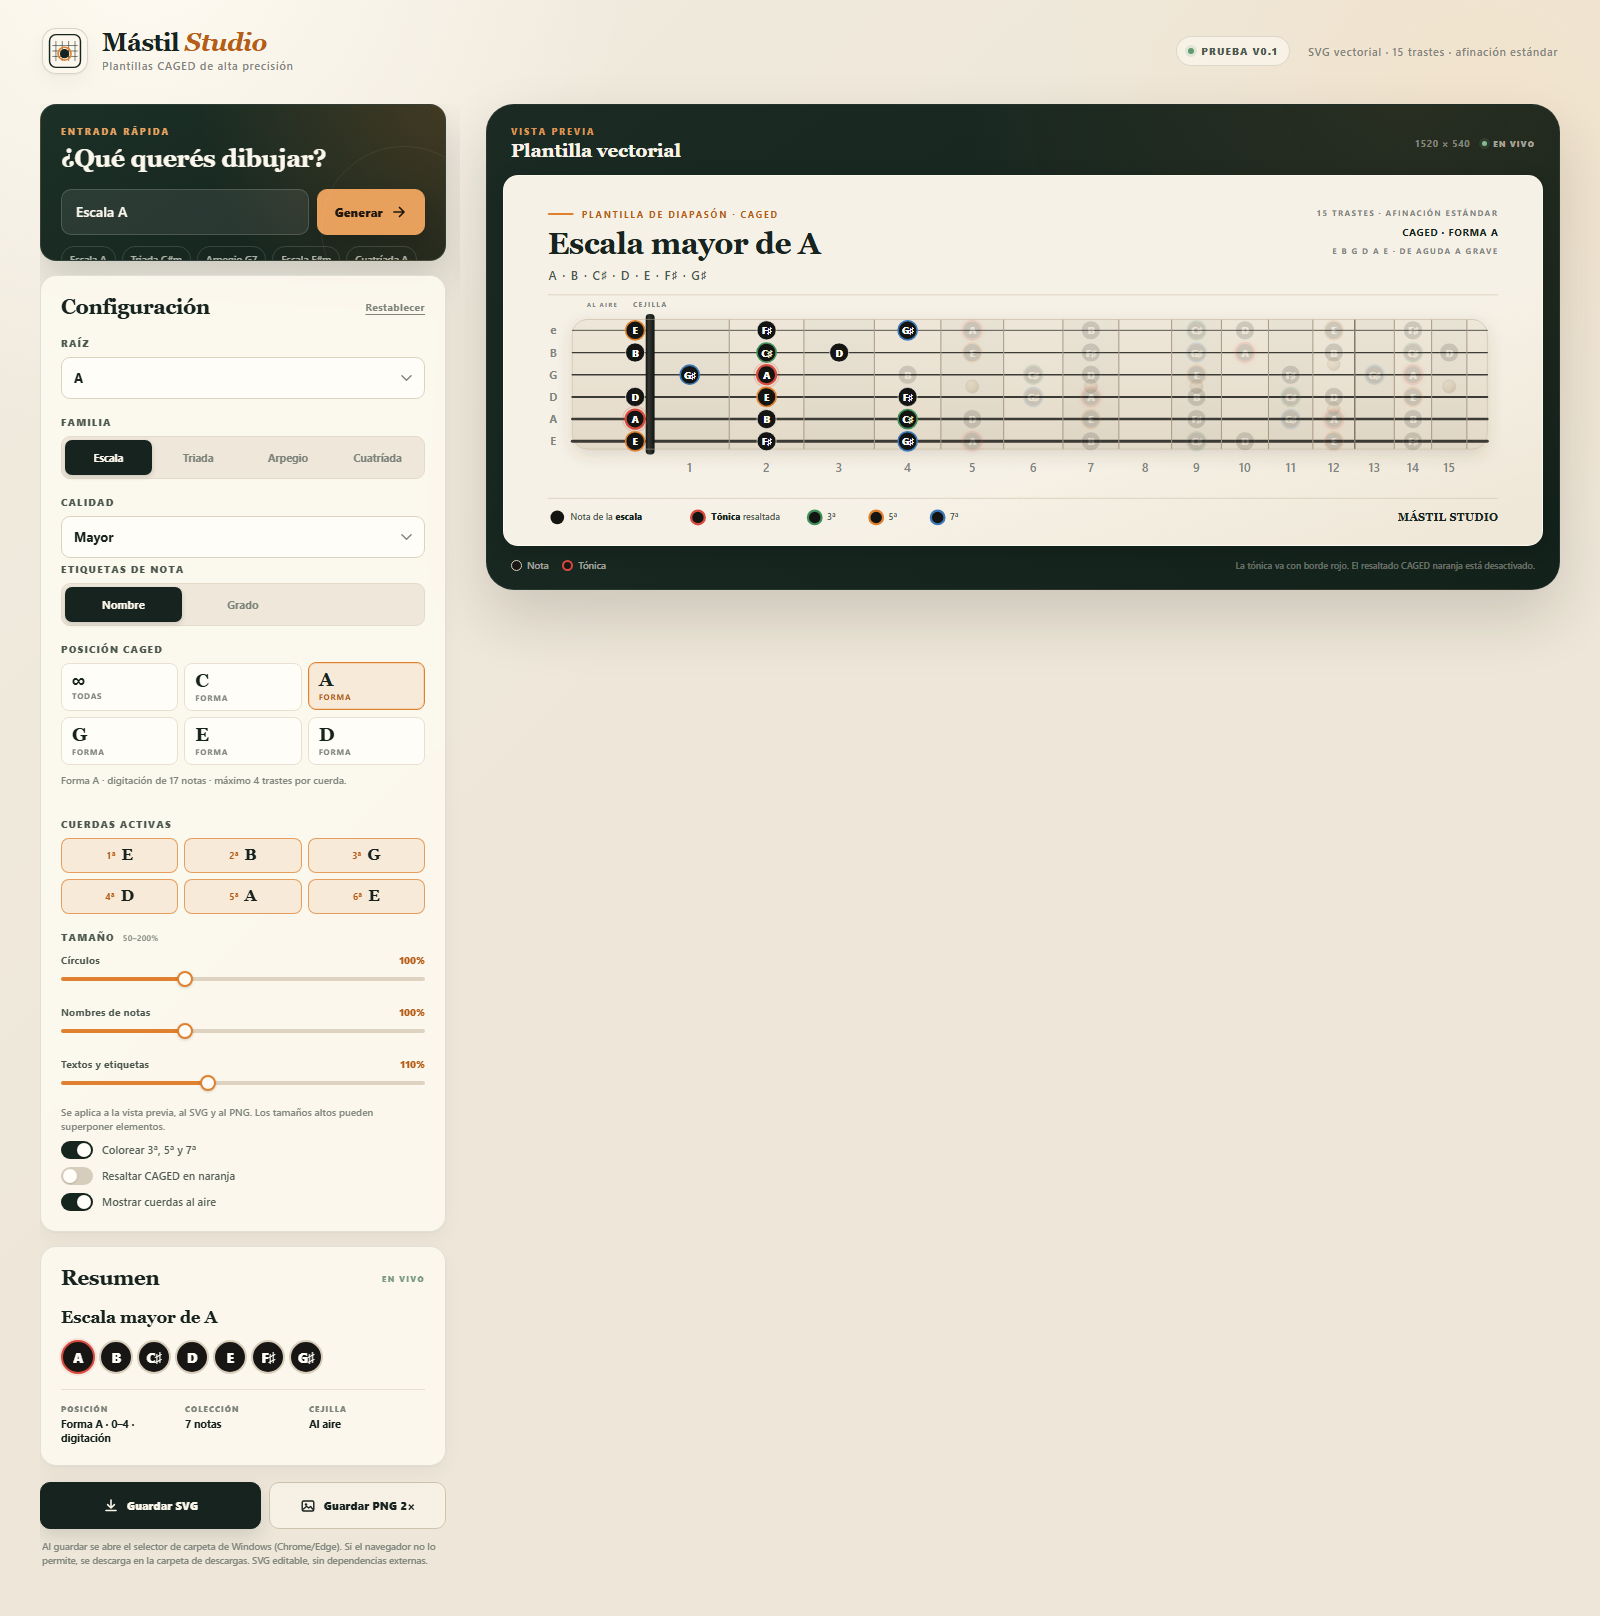 Mástil Studio
Plantillas CAGED de alta precisión
PRUEBA V0.1
SVG vectorial · 15 trastes · afinación estándar
ENTRADA RÁPIDA
¿Qué querés dibujar?
Escala A
Generar →
Escala A Triada C#m Arpegio G7 Escala F#m Cuatríada A
Configuración
Restablecer
RAÍZ
A
FAMILIA
Escala Triada Arpegio Cuatríada
CALIDAD
Mayor
ETIQUETAS DE NOTA
Nombre Grado
POSICIÓN CAGED
∞ C A
TODAS FORMA FORMA
G E D
FORMA FORMA FORMA
Forma A · digitación de 17 notas · máximo 4 trastes por cuerda.
CUERDAS ACTIVAS
1ª E 2ª B 3ª G
4ª D 5ª A 6ª E
TAMAÑO 50–200%
Círculos 100%
Nombres de notas 100%
Textos y etiquetas 110%
Se aplica a la vista previa, al SVG y al PNG. Los tamaños altos pueden
superponer elementos.
Colorear 3ª, 5ª y 7ª
Resaltar CAGED en naranja
Mostrar cuerdas al aire
Resumen
EN VIVO
Escala mayor de A
A B C♯ D E F♯ G♯
POSICIÓN COLECCIÓN CEJILLA
Forma A · 0–4 · 7 notas Al aire
digitación
Guardar SVG
Guardar PNG 2×
Al guardar se abre el selector de carpeta de Windows (Chrome/Edge). Si el navegador no lo
permite, se descarga en la carpeta de descargas. SVG editable, sin dependencias externas.
VISTA PREVIA
Plantilla vectorial
1520 × 540 EN VIVO
PLANTILLA DE DIAPASÓN · CAGED
Escala mayor de A
A · B · C♯ · D · E · F♯ · G♯
15 TRASTES · AFINACIÓN ESTÁNDAR
CAGED · FORMA A
E B G D A E · DE AGUDA A GRAVE
AL AIRE CEJILLA
e E F♯ G♯ A B C♯ D E F♯
B B C♯ D E F♯ G♯ A B C♯ D
G G♯ A B C♯ D E F♯ G♯ A
D D E F♯ G♯ A B C♯ D E
A A B C♯ D E F♯ G♯ A B
E E F♯ G♯ A B C♯ D E F♯
1 2 3 4 5 6 7 8 9 10 11 12 13 14 15
Nota de la escala Tónica resaltada 3ª 5ª 7ª
MÁSTIL STUDIO
Nota Tónica
La tónica va con borde rojo. El resaltado CAGED naranja está desactivado.